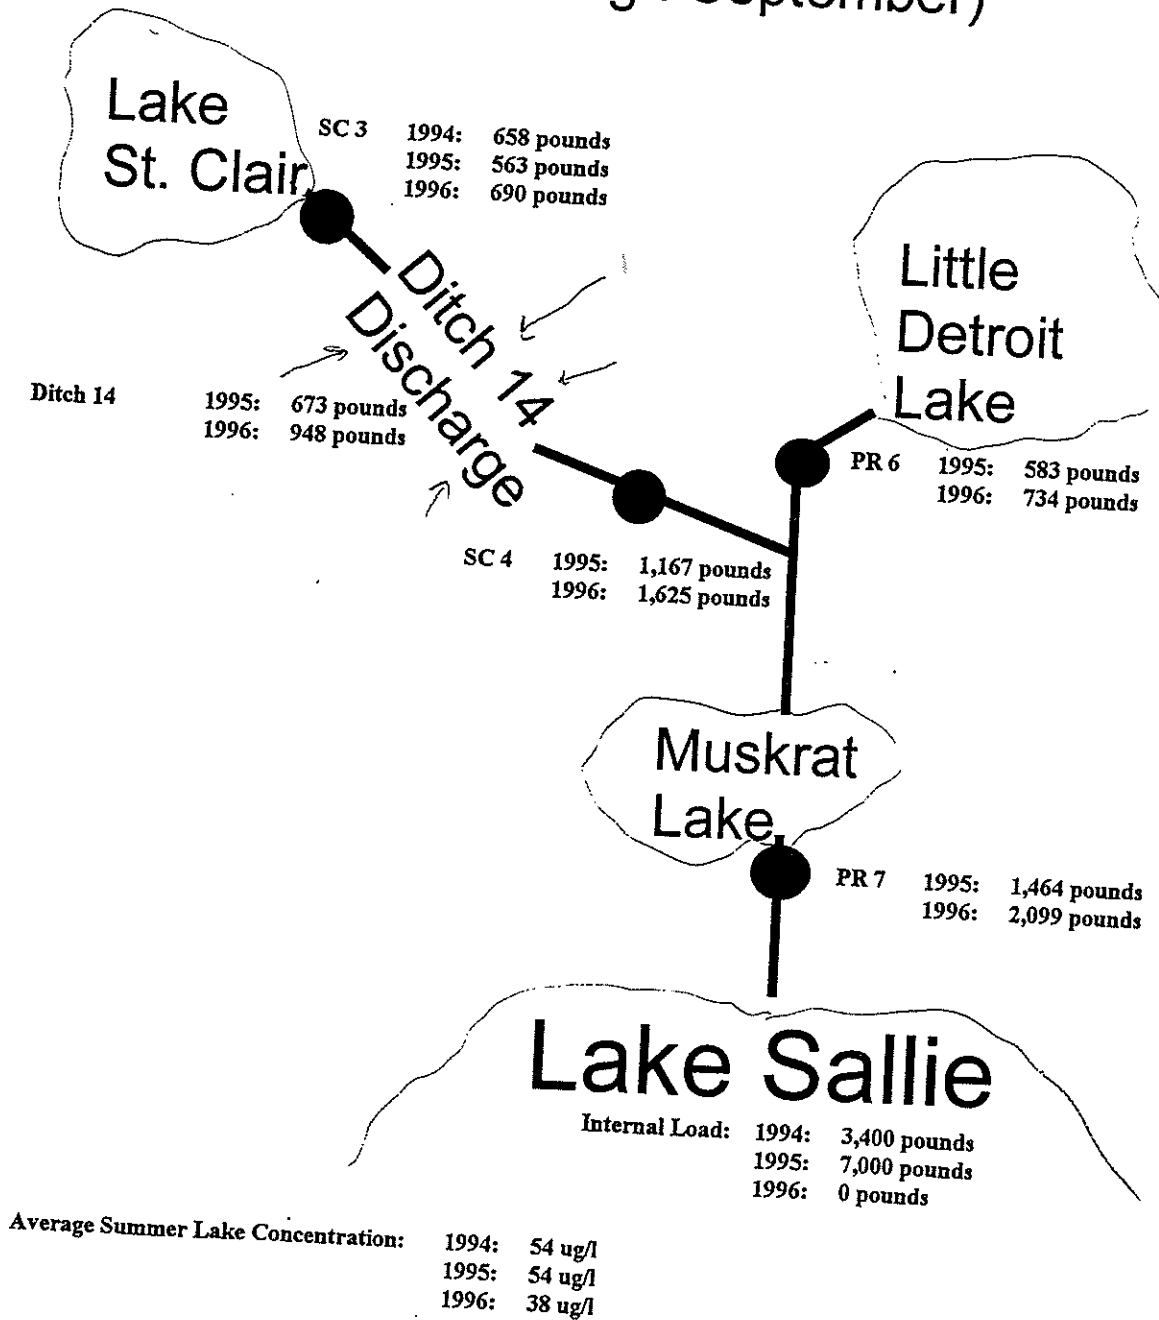 September)
Lake
St. Clair
SC 3 1994: 658 pounds
1995: 563 pounds
1996: 690 pounds
Little
Detroit
Lake
Ditch 14
Discharge
Ditch 14 1995: 673 pounds
1996: 948 pounds
PR 6 1995: 583 pounds
1996: 734 pounds
SC 4 1995: 1,167 pounds
1996: 1,625 pounds
Muskrat
Lake
PR 7 1995: 1,464 pounds
1996: 2,099 pounds
Lake Sallie
Internal Load: 1994: 3,400 pounds
1995: 7,000 pounds
1996: 0 pounds
Average Summer Lake Concentration: 1994: 54 ug/l
1995: 54 ug/l
1996: 38 ug/l